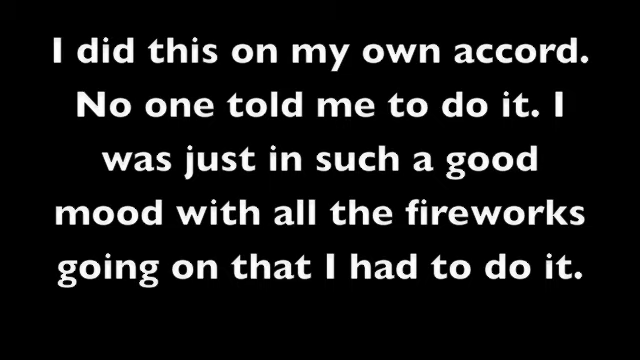 I did this on my own accord.
No one told me to do it. I
was just in such a good
mood with all the fireworks
going on that I had to do it.